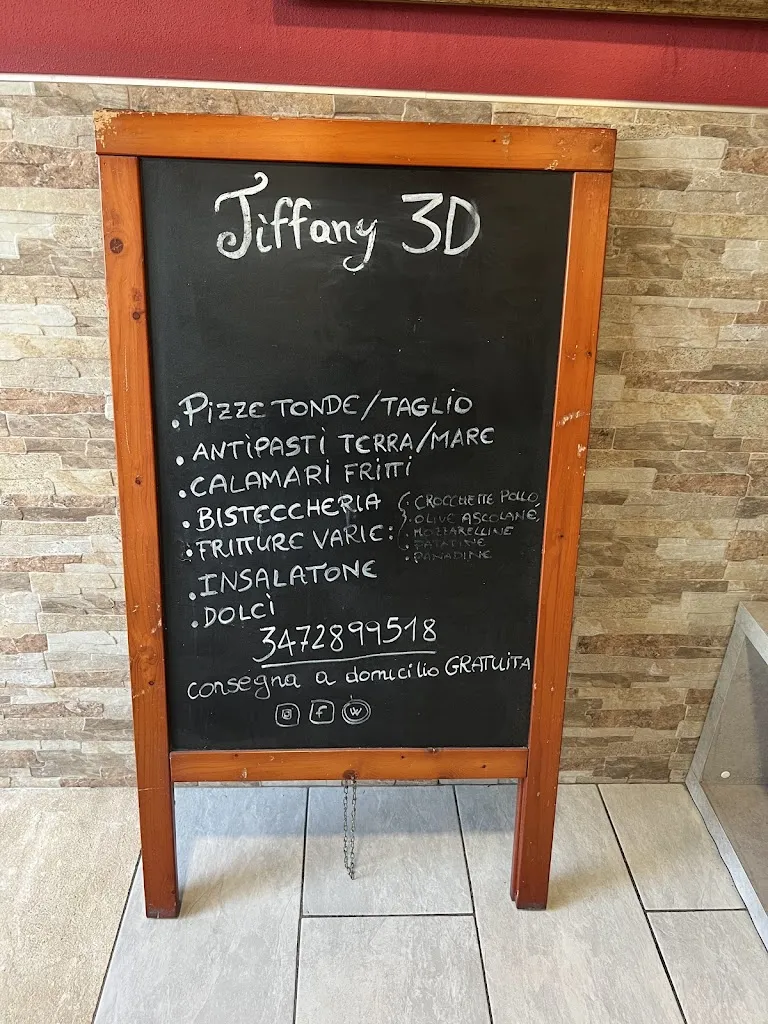 Tiffany 3D
• PIZZE TONDE/TAGLIO
• ANTIPASTI TERRA/MARE
• CALAMARI FRITTI
• BISTECCHERIA
• FRITTURE VARIE:
• CROCCHETTE POLLO,
• OLIVE ASCOLANE,
• MOZZARELLINE
• PATATINE
• PANADINE
• INSALATONE
• DOLCI
3472899518
consegna a domicilio GRATUITA
f W